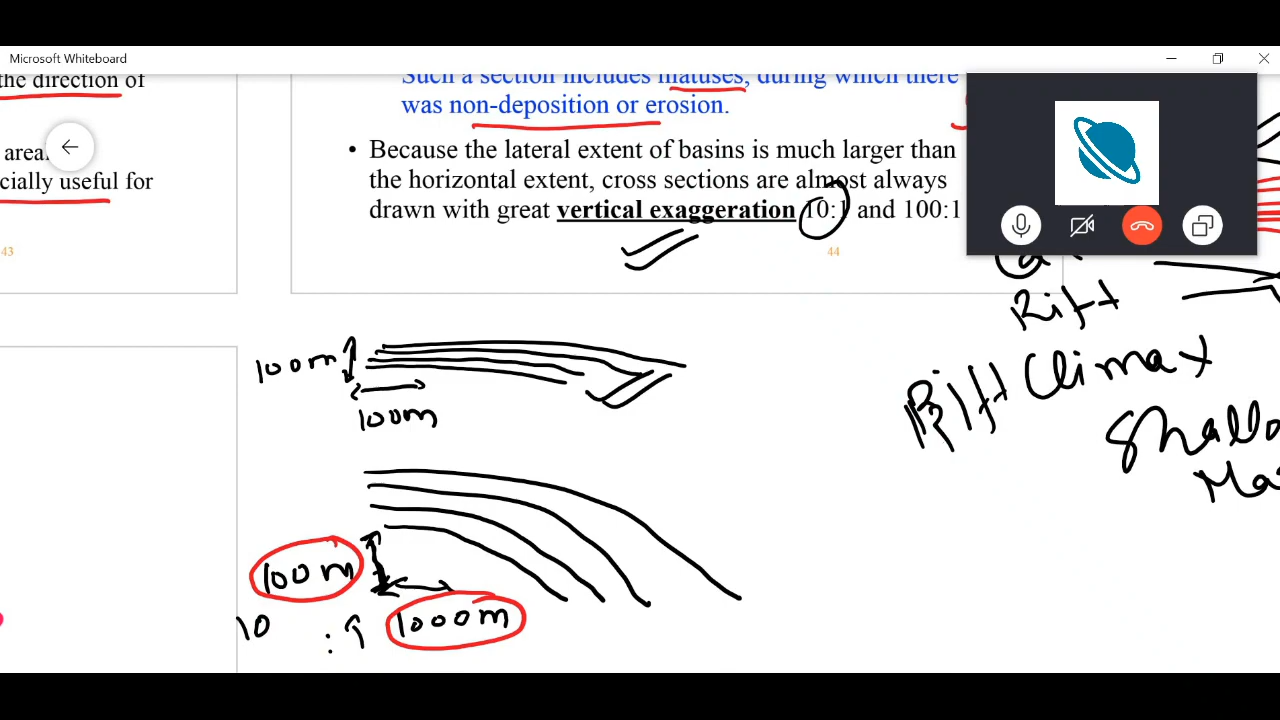 Microsoft Whiteboard
the direction of
area
cially useful for
43
Such a section includes hiatuses, during which there
was non-deposition or erosion.
• Because the lateral extent of basins is much larger than
the horizontal extent, cross sections are almost always
drawn with great vertical exaggeration 10:1 and 100:1
44
Rift
Rift Climax
Shallo
Ma
100m
100m
100m
1000m
10 : 1